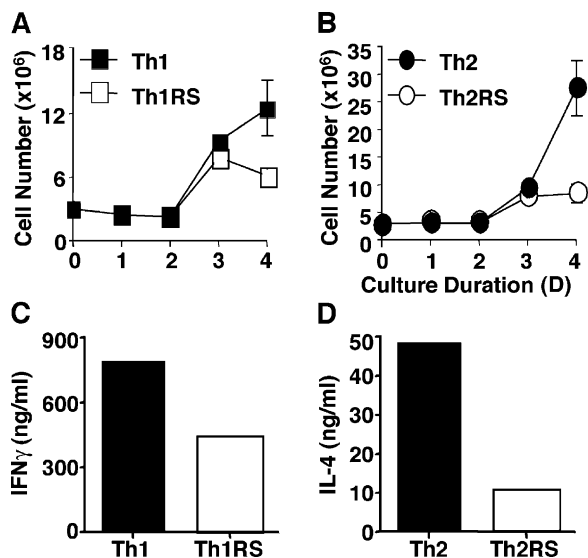 A
Cell Number (x10⁶)
18
12
6
0
Th1
Th1RS
0 1 2 3 4
B
Cell Number (x10⁶)
35
30
25
20
15
10
5
0
Th2
Th2RS
0 1 2 3 4
Culture Duration (D)
C
IFNγ (ng/ml)
900
600
300
0
Th1 Th1RS
D
IL-4 (ng/ml)
50
40
30
20
10
0
Th2 Th2RS